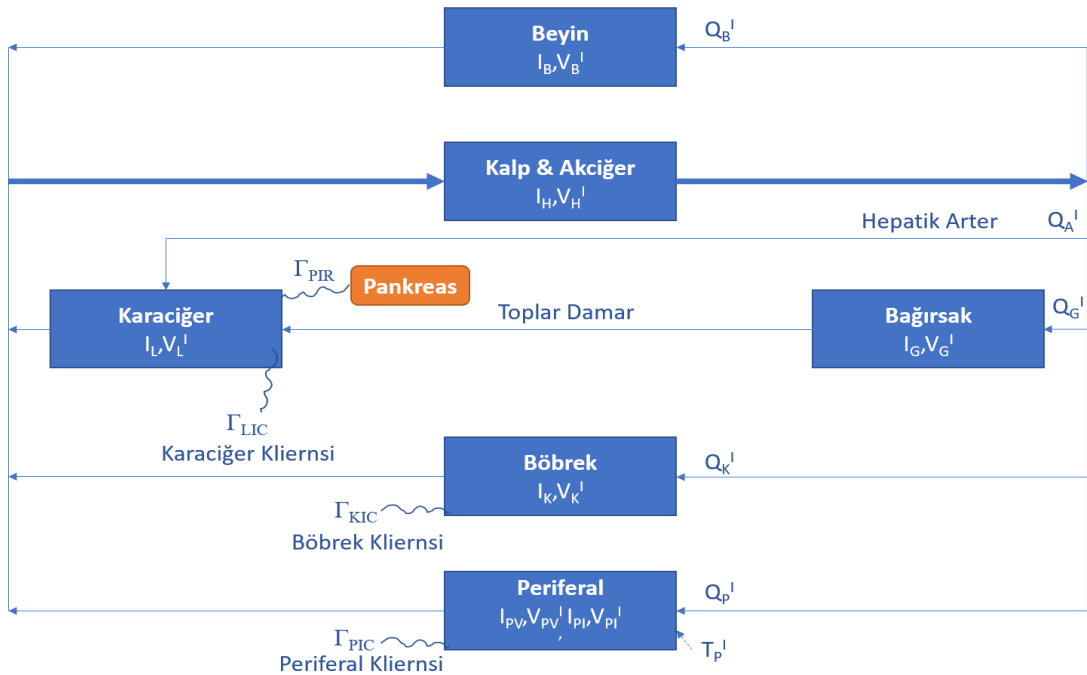 Beyin
I_B,V_B^I
Q_B^I
Kalp & Akciğer
I_H,V_H^I
Hepatik Arter
Q_A^I
Γ_PIR
Pankreas
Karaciğer
I_L,V_L^I
Toplar Damar
Bağırsak
I_G,V_G^I
Q_G^I
Γ_LIC
Karaciğer Kliernsi
Böbrek
I_K,V_K^I
Q_K^I
Γ_KIC
Böbrek Kliernsi
Periferal
I_PV,V_PV^I, I_PI,V_PI^I
Q_P^I
Γ_PIC
Periferal Kliernsi
T_P^I